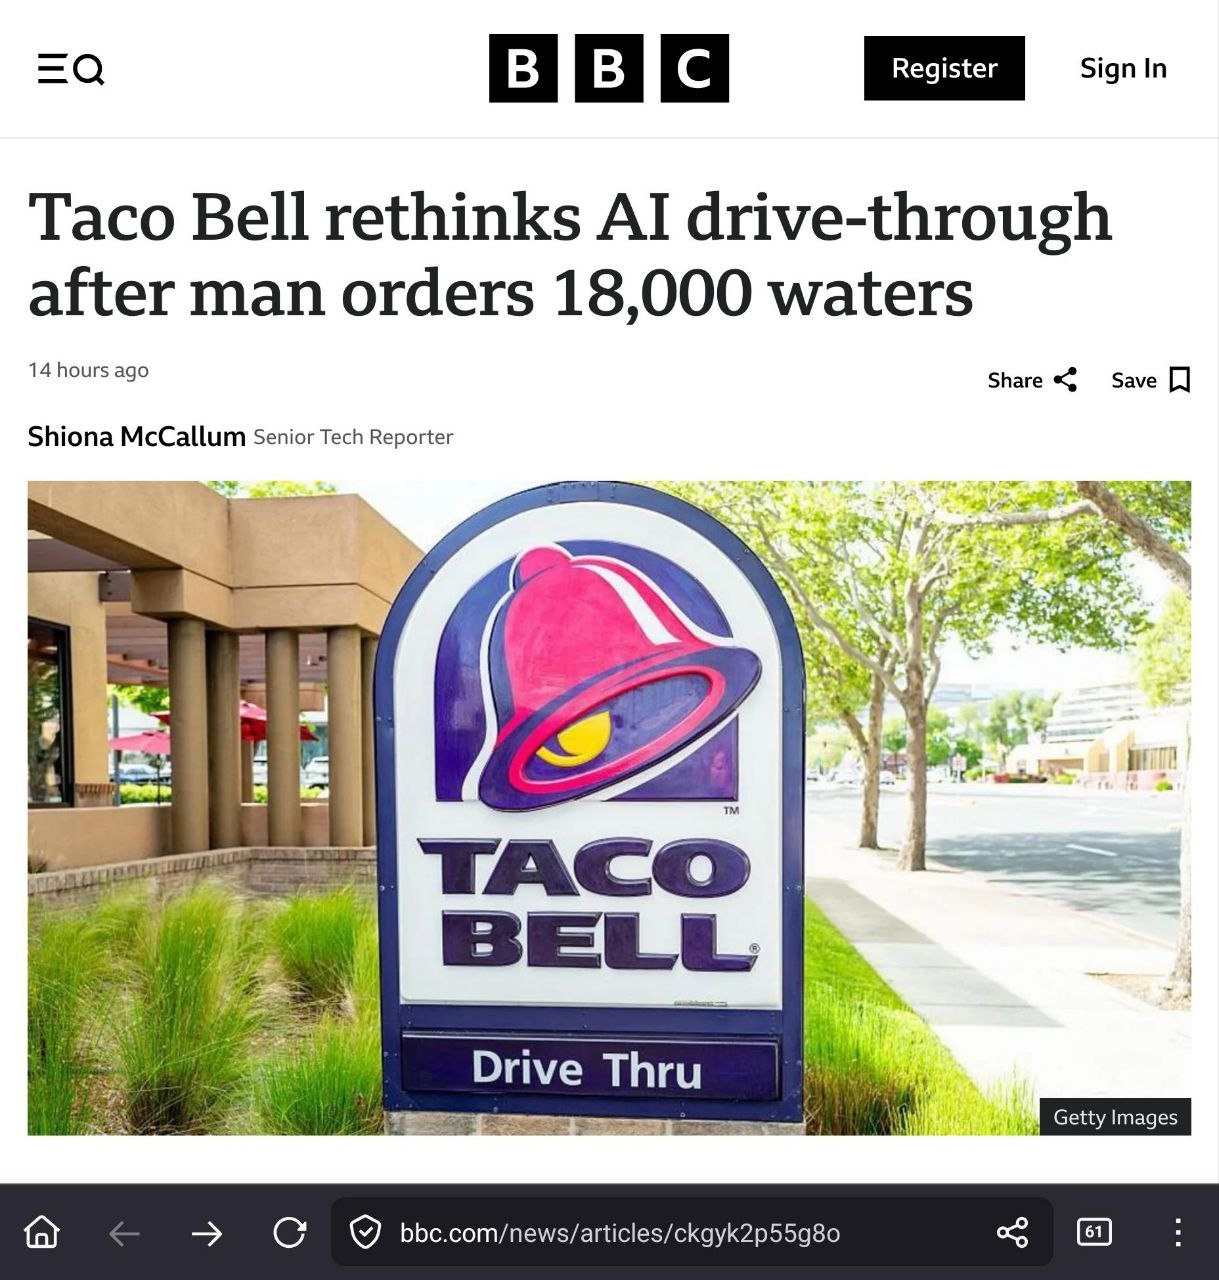 BBC
Register
Sign In
Taco Bell rethinks AI drive-through
after man orders 18,000 waters
14 hours ago
Share
Save
Shiona McCallum Senior Tech Reporter
TM
TACO
BELL®
Drive Thru
Getty Images
bbc.com/news/articles/ckgyk2p55g8o
61